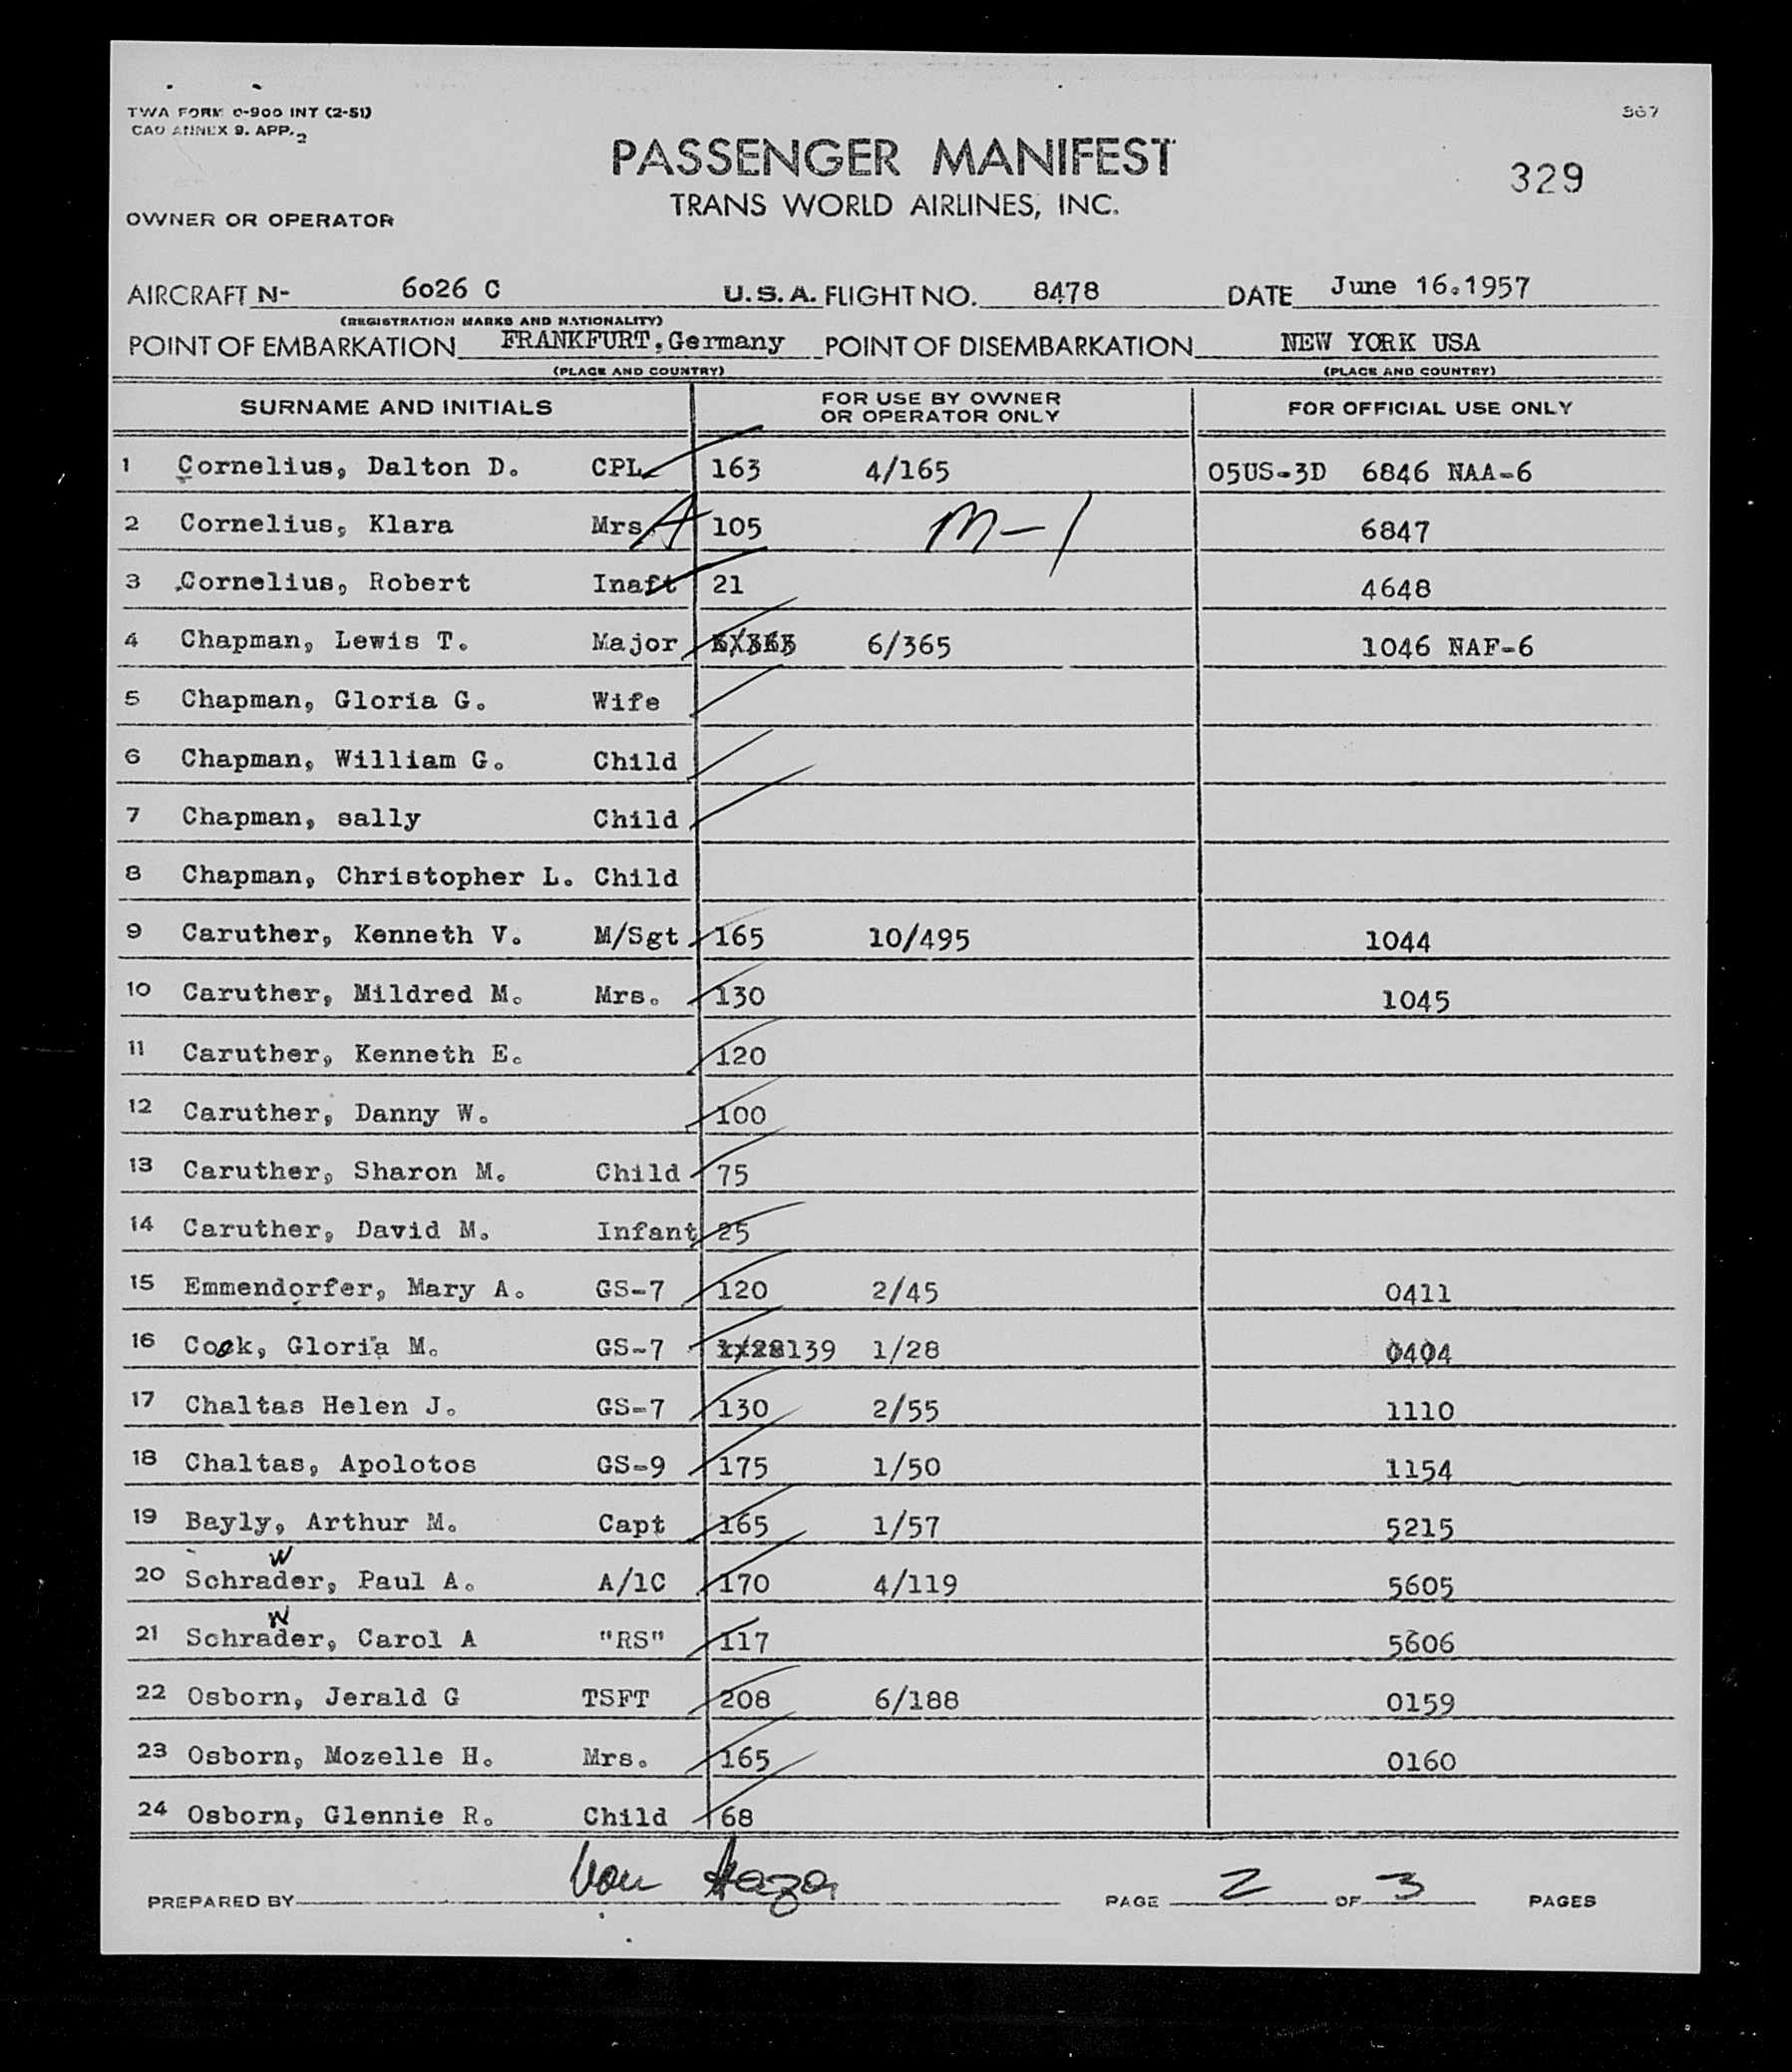 TWA FORM O-900 INT (2-51)
CAO ANNEX 9. APP. 2
367
PASSENGER MANIFEST
329
TRANS WORLD AIRLINES, INC.
OWNER OR OPERATOR
AIRCRAFT N- 6026 C U.S.A. FLIGHT NO. 8478 DATE June 16.1957
(REGISTRATION MARKS AND NATIONALITY)
POINT OF EMBARKATION FRANKFURT,Germany POINT OF DISEMBARKATION NEW YORK USA
(PLACE AND COUNTRY) (PLACE AND COUNTRY)
SURNAME AND INITIALS FOR USE BY OWNER OR OPERATOR ONLY FOR OFFICIAL USE ONLY
1 Cornelius, Dalton D. CPL 163 4/165 05US-3D 6846 NAA-6
2 Cornelius, Klara Mrs A 105 M-1 6847
3 Cornelius, Robert Inaft 21 4648
4 Chapman, Lewis T. Major 6/365 1046 NAF-6
5 Chapman, Gloria G. Wife
6 Chapman, William G. Child
7 Chapman, sally Child
8 Chapman, Christopher L. Child
9 Caruther, Kenneth V. M/Sgt 165 10/495 1044
10 Caruther, Mildred M. Mrs. 130 1045
11 Caruther, Kenneth E. 120
12 Caruther, Danny W. 100
13 Caruther, Sharon M. Child 75
14 Caruther, David M. Infant 25
15 Emmendorfer, Mary A. GS-7 120 2/45 0411
16 Cook, Gloria M. GS-7 139 1/28 0404
17 Chaltas Helen J. GS-7 130 2/55 1110
18 Chaltas, Apolotos GS-9 175 1/50 1154
19 Bayly, Arthur M. Capt 165 1/57 5215
W
20 Schrader, Paul A. A/1C 170 4/119 5605
W
21 Schrader, Carol A "RS" 117 5606
22 Osborn, Jerald G TSFT 208 6/188 0159
23 Osborn, Mozelle H. Mrs. 165 0160
24 Osborn, Glennie R. Child 68
PREPARED BY Von PAGE 2 OF 3 PAGES